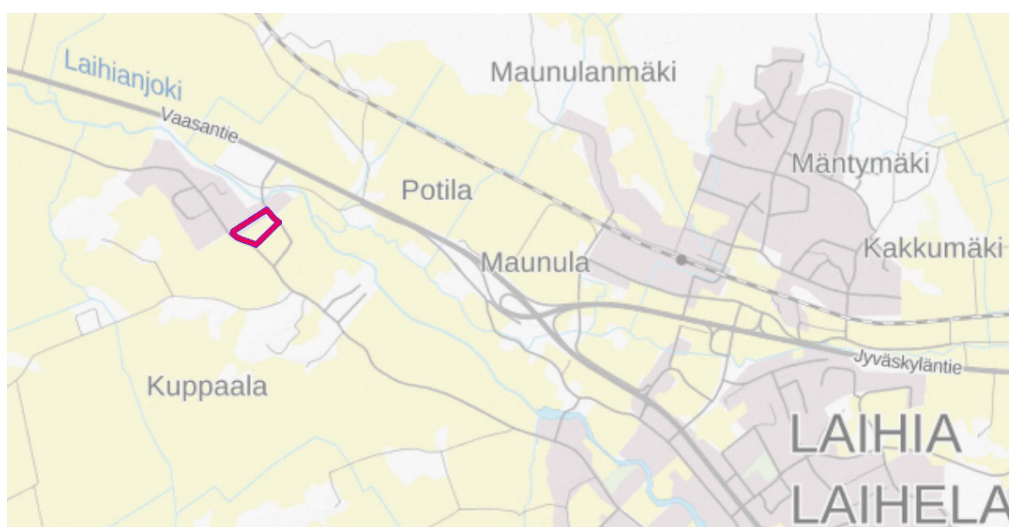 Laihianjoki
Vaasantie
Maunulanmäki
Mäntymäki
Potila
Kakkumäki
Maunula
Jyväskyläntie
Kuppaala
LAIHIA
LAIHELA